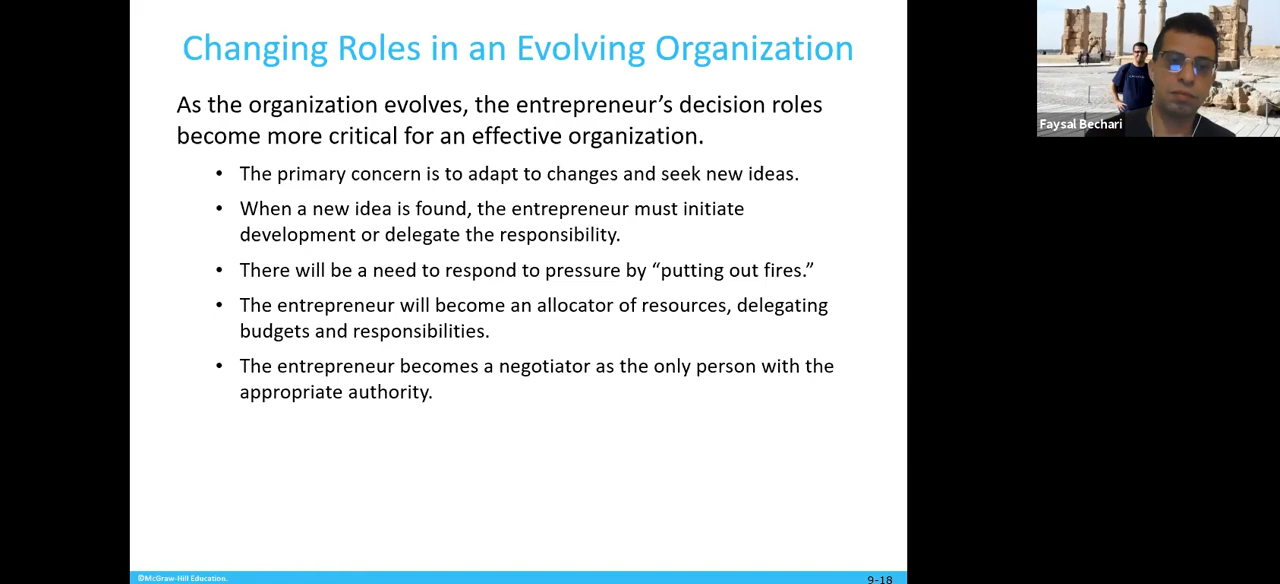 Changing Roles in an Evolving Organization
As the organization evolves, the entrepreneur’s decision roles
become more critical for an effective organization.
• The primary concern is to adapt to changes and seek new ideas.
• When a new idea is found, the entrepreneur must initiate
development or delegate the responsibility.
• There will be a need to respond to pressure by “putting out fires.”
• The entrepreneur will become an allocator of resources, delegating
budgets and responsibilities.
• The entrepreneur becomes a negotiator as the only person with the
appropriate authority.
©McGraw-Hill Education.
9-18
Faysal Bechari